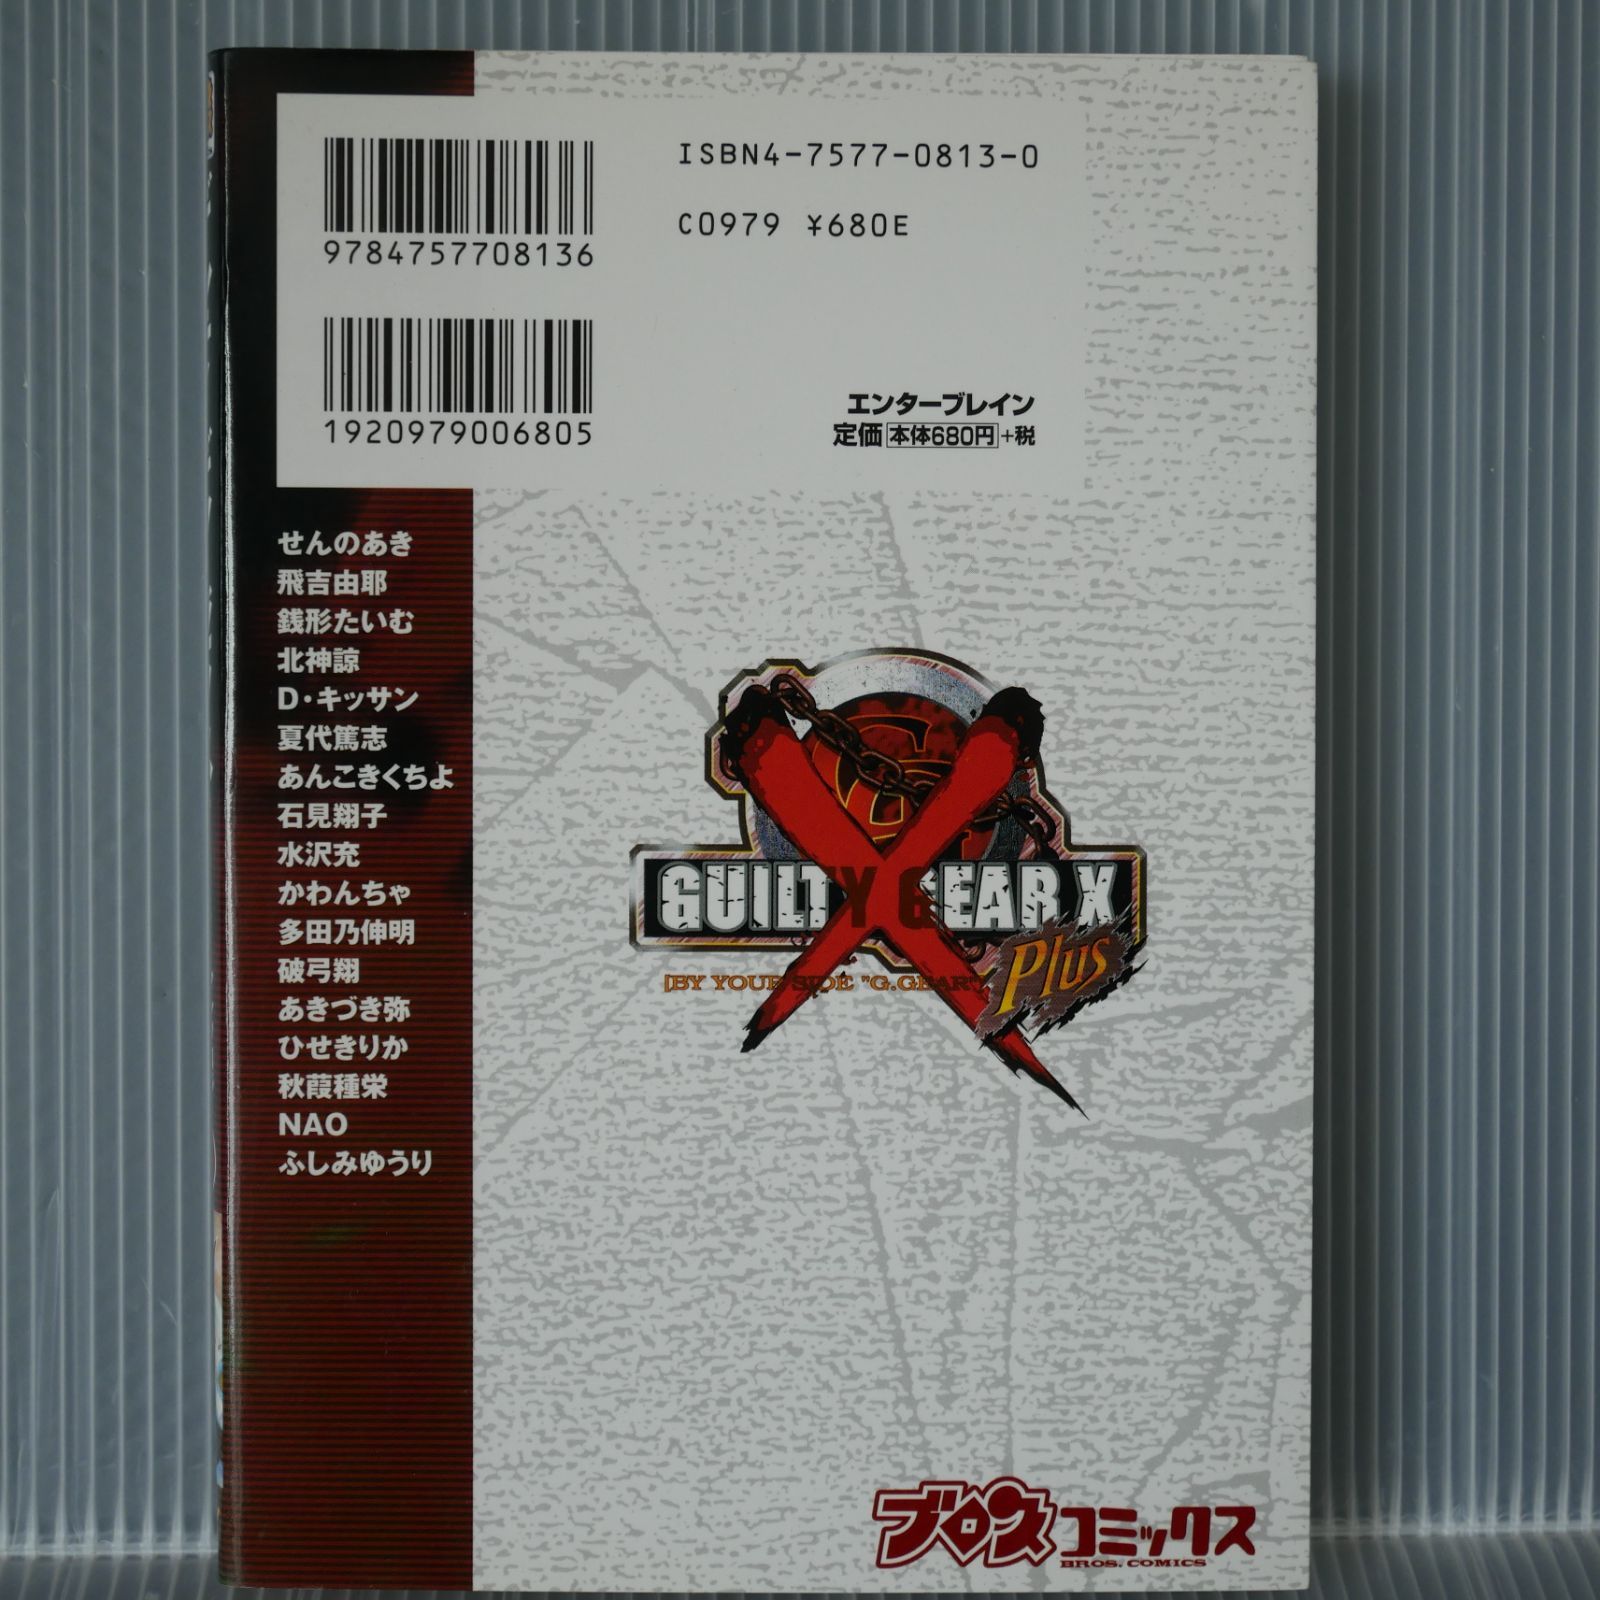 ISBN4-7577-0813-0
C0979 ¥680E
9784757708136
1920979006805
エンターブレイン
定価 本体680円+税
せんのあき
飛吉由耶
銭形たいむ
北神諒
D・キッサン
夏代篤志
あんこきくちよ
石見翔子
水沢充
かわんちゃ
多田乃伸明
破弓翔
あきづき弥
ひせきりか
秋葭種栄
NAO
ふしみゆうり
GUILTY GEAR X
Plus
[BY YOUR SIDE "G.GEAR"]
ブロスコミックス
BROS. COMICS